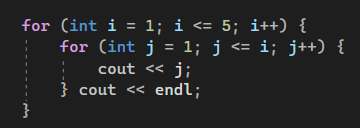 for (int i = 1; i <= 5; i++) {
    for (int j = 1; j <= i; j++) {
        cout << j;
    } cout << endl;
}